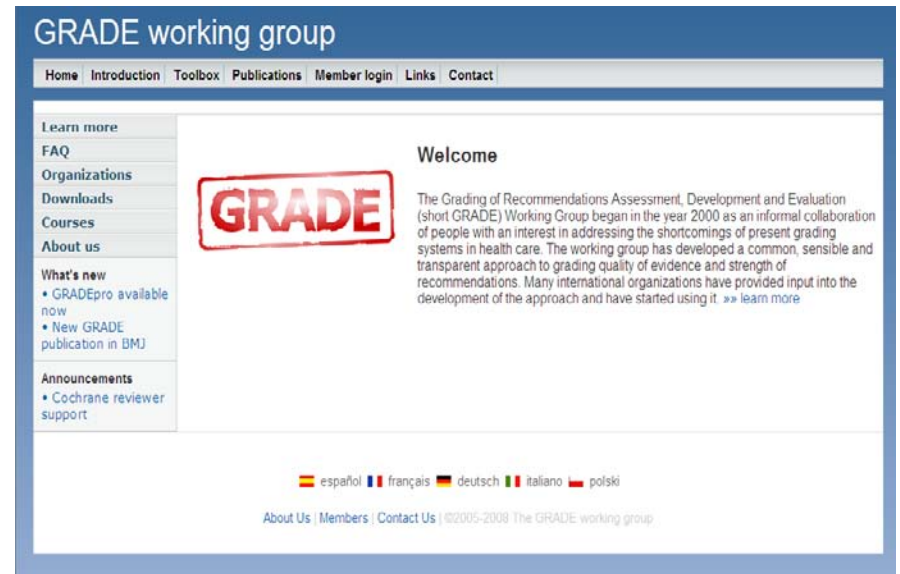 GRADE working group
Home Introduction Toolbox Publications Member login Links Contact
Learn more
FAQ
Organizations
Downloads
Courses
About us
What's new
• GRADEpro available
now
• New GRADE
publication in BMJ
Announcements
• Cochrane reviewer
support
GRADE
Welcome
The Grading of Recommendations Assessment, Development and Evaluation
(short GRADE) Working Group began in the year 2000 as an informal collaboration
of people with an interest in addressing the shortcomings of present grading
systems in health care. The working group has developed a common, sensible and
transparent approach to grading quality of evidence and strength of
recommendations. Many international organizations have provided input into the
development of the approach and have started using it. »» learn more
español français deutsch italiano polski
About Us | Members | Contact Us | ©2005-2008 The GRADE working group